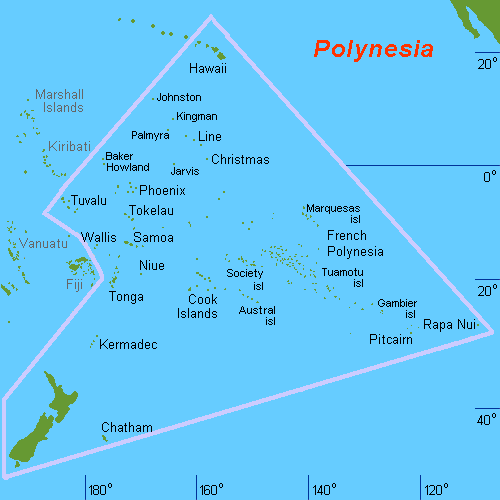 Polynesia
20°
Hawaii
Marshall
Islands
Johnston
Kingman
Palmyra
Line
Kiribati
Baker
Howland
Christmas
Jarvis
0°
Phoenix
Tuvalu
Tokelau
Marquesas
isl
Vanuatu
Wallis
Samoa
French
Polynesia
Niue
Society
isl
Tuamotu
isl
Fiji
20°
Tonga
Cook
Islands
Austral
isl
Gambier
isl
Rapa Nui
Pitcairn
Kermadec
40°
Chatham
180°
160°
140°
120°